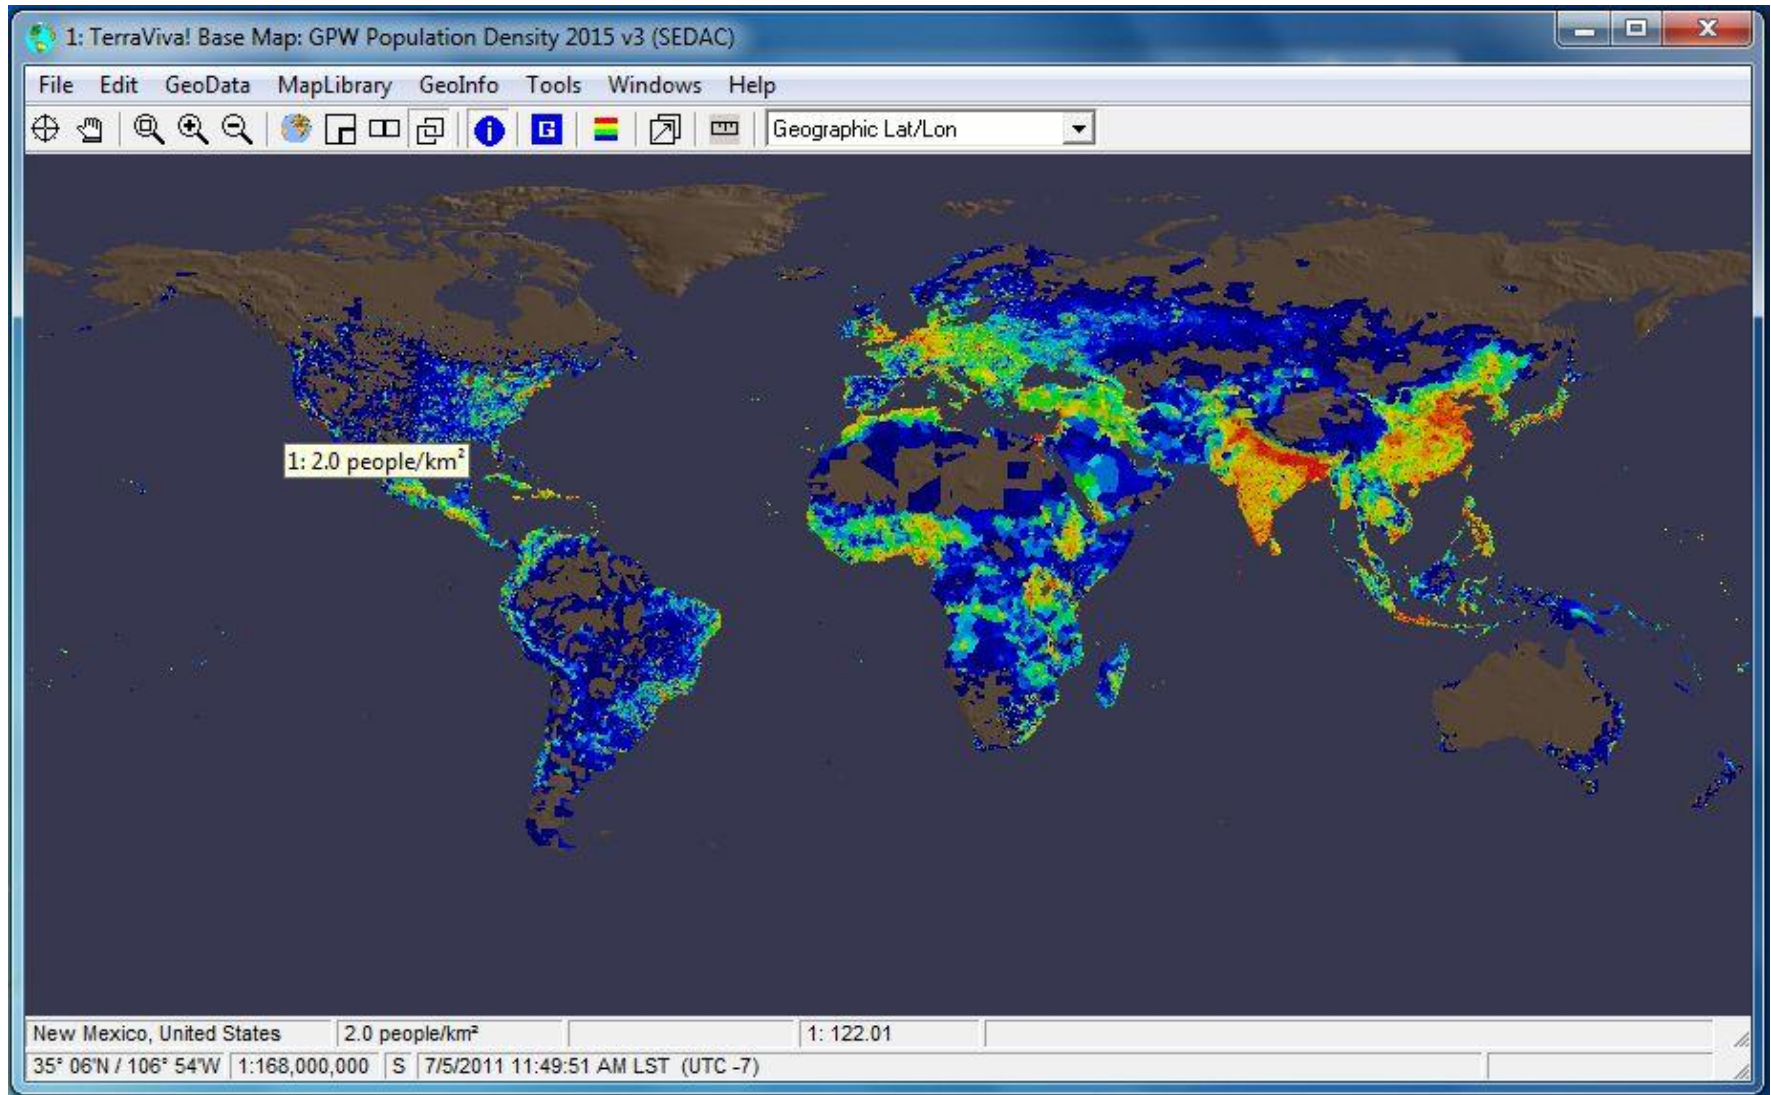 1: TerraViva! Base Map: GPW Population Density 2015 v3 (SEDAC)
File Edit GeoData MapLibrary GeoInfo Tools Windows Help
i G Geographic Lat/Lon
1: 2.0 people/km²
New Mexico, United States 2.0 people/km² 1: 122.01
35° 06'N / 106° 54'W 1:168,000,000 S 7/5/2011 11:49:51 AM LST (UTC -7)